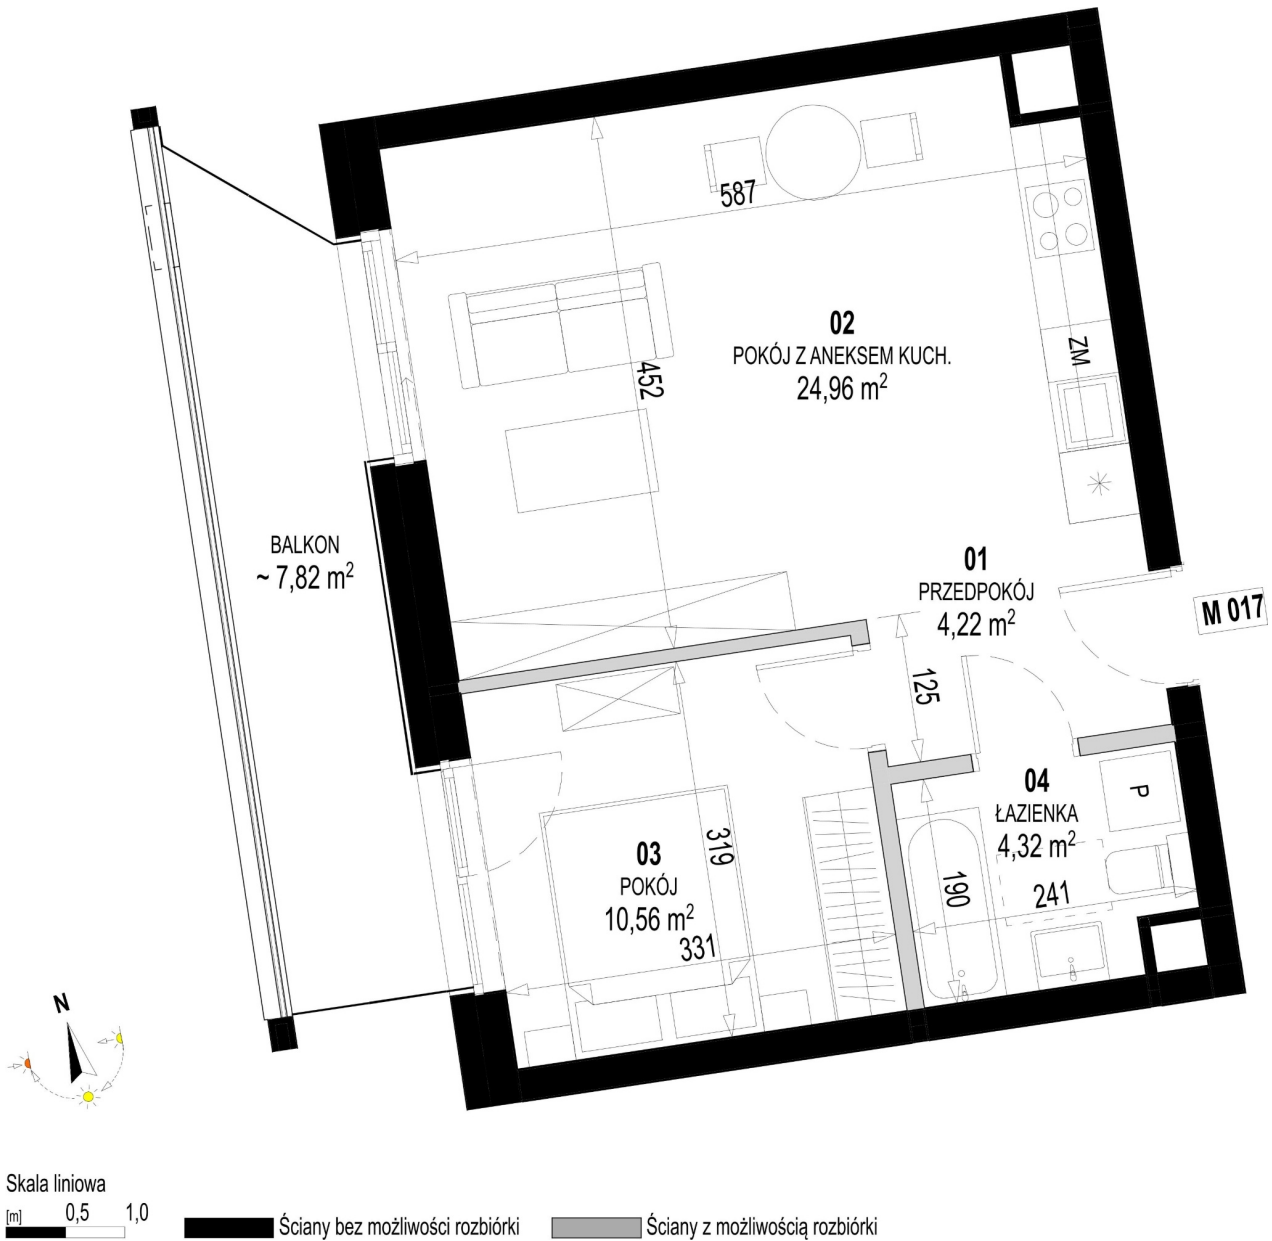 587
02
POKÓJ Z ANEKSEM KUCH.
24,96 m²
ZM
452
BALKON
~ 7,82 m²
01
PRZEDPOKÓJ
4,22 m²
M 017
125
04
ŁAZIENKA
4,32 m²
P
03
POKÓJ
10,56 m²
319
331
190
241
N
Skala liniowa
[m] 0,5 1,0
Ściany bez możliwości rozbiórki
Ściany z możliwością rozbiórki